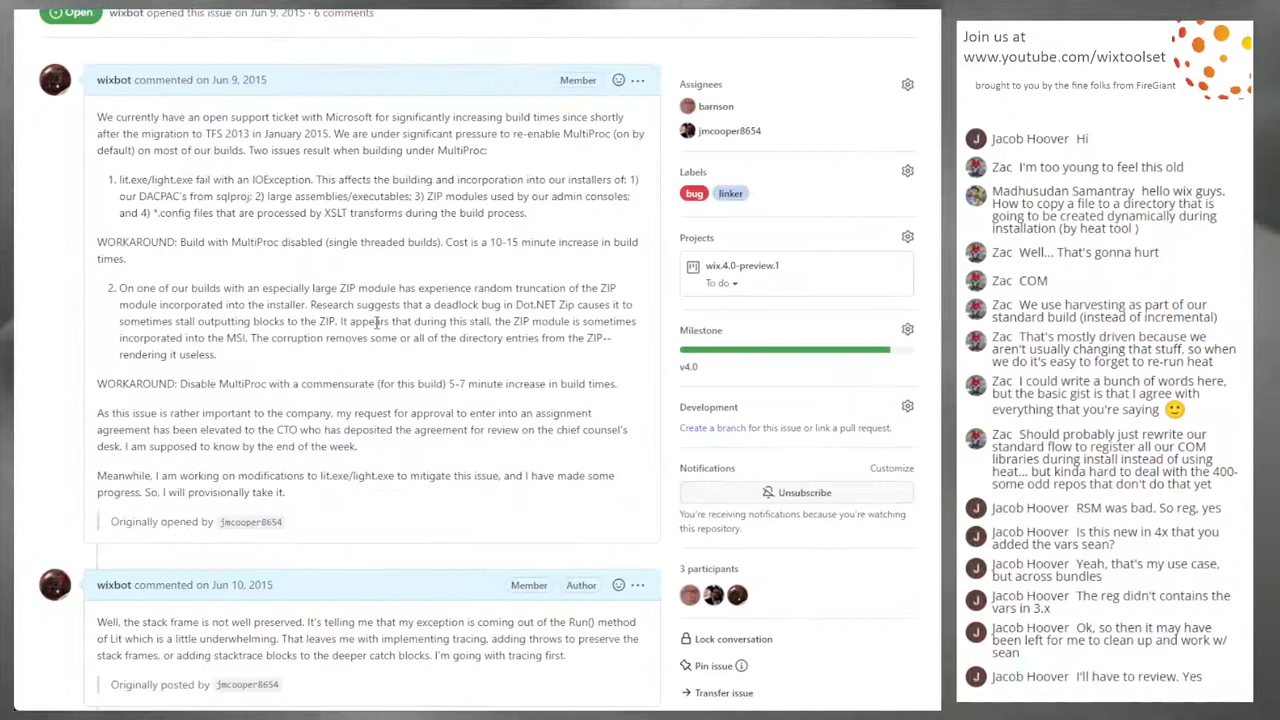 Open
wixbot opened this issue on Jun 9, 2015 · 6 comments
wixbot commented on Jun 9, 2015
Member
We currently have an open support ticket with Microsoft for significantly increasing build times since shortly
after the migration to TFS 2013 in January 2015. We are under significant pressure to re-enable MultiProc (on by
default) on most of our builds. Two issues result when building under MultiProc:
1. lit.exe/light.exe fail with an IOException. This affects the building and incorporation into our installers of: 1)
our DACPAC's from sqlproj; 2) large assemblies/executables; 3) ZIP modules used by our admin consoles;
and 4) *.config files that are processed by XSLT transforms during the build process.
WORKAROUND: Build with MultiProc disabled (single threaded builds). Cost is a 10-15 minute increase in build
times.
2. On one of our builds with an especially large ZIP module has experience random truncation of the ZIP
module incorporated into the installer. Research suggests that a deadlock bug in Dot.NET Zip causes it to
sometimes stall outputting blocks to the ZIP. It appears that during this stall, the ZIP module is sometimes
incorporated into the MSI. The corruption removes some or all of the directory entries from the ZIP--
rendering it useless.
WORKAROUND: Disable MultiProc with a commensurate (for this build) 5-7 minute increase in build times.
As this issue is rather important to the company, my request for approval to enter into an assignment
agreement has been elevated to the CTO who has deposited the agreement for review on the chief counsel's
desk. I am supposed to know by the end of the week.
Meanwhile, I am working on modifications to lit.exe/light.exe to mitigate this issue, and I have made some
progress. So, I will provisionally take it.
Originally opened by jmcooper8654
wixbot commented on Jun 10, 2015
Member
Author
Well, the stack frame is not well preserved. It's telling me that my exception is coming out of the Run() method
of Lit which is a little underwhelming. That leaves me with implementing tracing, adding throws to preserve the
stack frames, or adding stacktrace blocks to the deeper catch blocks. I'm going with tracing first.
Originally posted by jmcooper8654
Assignees
barnson
jmcooper8654
Labels
bug
linker
Projects
wix.4.0-preview.1
To do
Milestone
v4.0
Development
Create a branch for this issue or link a pull request.
Notifications
Customize
Unsubscribe
You're receiving notifications because you're watching
this repository.
3 participants
Lock conversation
Pin issue
Transfer issue
Join us at
www.youtube.com/wixtoolset
brought to you by the fine folks from FireGiant
J Jacob Hoover Hi
Zac I'm too young to feel this old
Madhusudan Samantray hello wix guys.
How to copy a file to a directory that is
going to be created dynamically during
installation (by heat tool )
Zac Well... That's gonna hurt
Zac COM
Zac We use harvesting as part of our
standard build (instead of incremental)
Zac That's mostly driven because we
aren't usually changing that stuff, so when
we do it's easy to forget to re-run heat
Zac I could write a bunch of words here,
but the basic gist is that I agree with
everything that you're saying 🙂
Zac Should probably just rewrite our
standard flow to register all our COM
libraries during install instead of using
heat... but kinda hard to deal with the 400-
some odd repos that don't do that yet
J Jacob Hoover RSM was bad. So reg, yes
J Jacob Hoover Is this new in 4x that you
added the vars sean?
J Jacob Hoover Yeah, that's my use case,
but across bundles
J Jacob Hoover The reg didn't contains the
vars in 3.x
J Jacob Hoover Ok, so then it may have
been left for me to clean up and work w/
sean
J Jacob Hoover I'll have to review. Yes